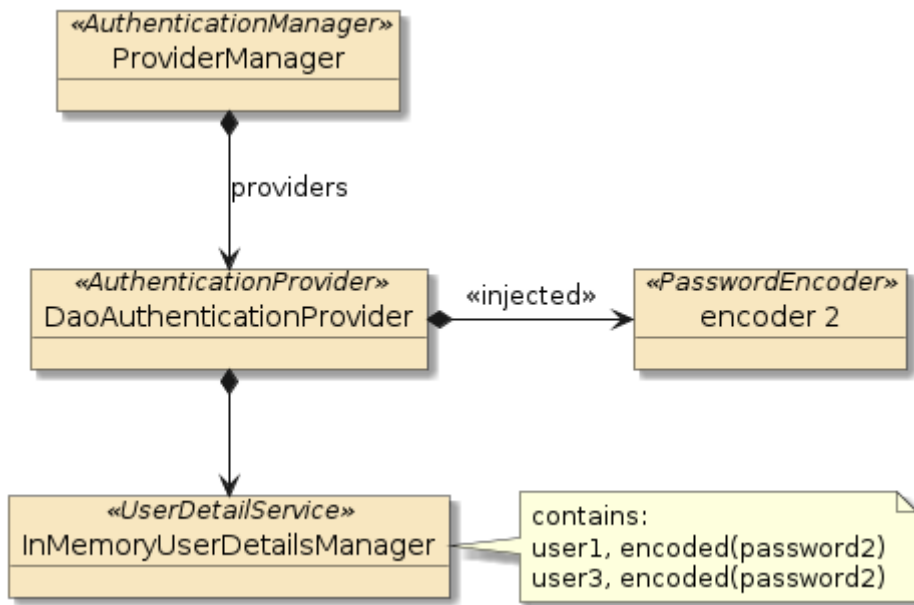 «AuthenticationManager»
ProviderManager
providers
«AuthenticationProvider»
DaoAuthenticationProvider
«injected»
«PasswordEncoder»
encoder 2
«UserDetailService»
InMemoryUserDetailsManager
contains:
user1, encoded(password2)
user3, encoded(password2)